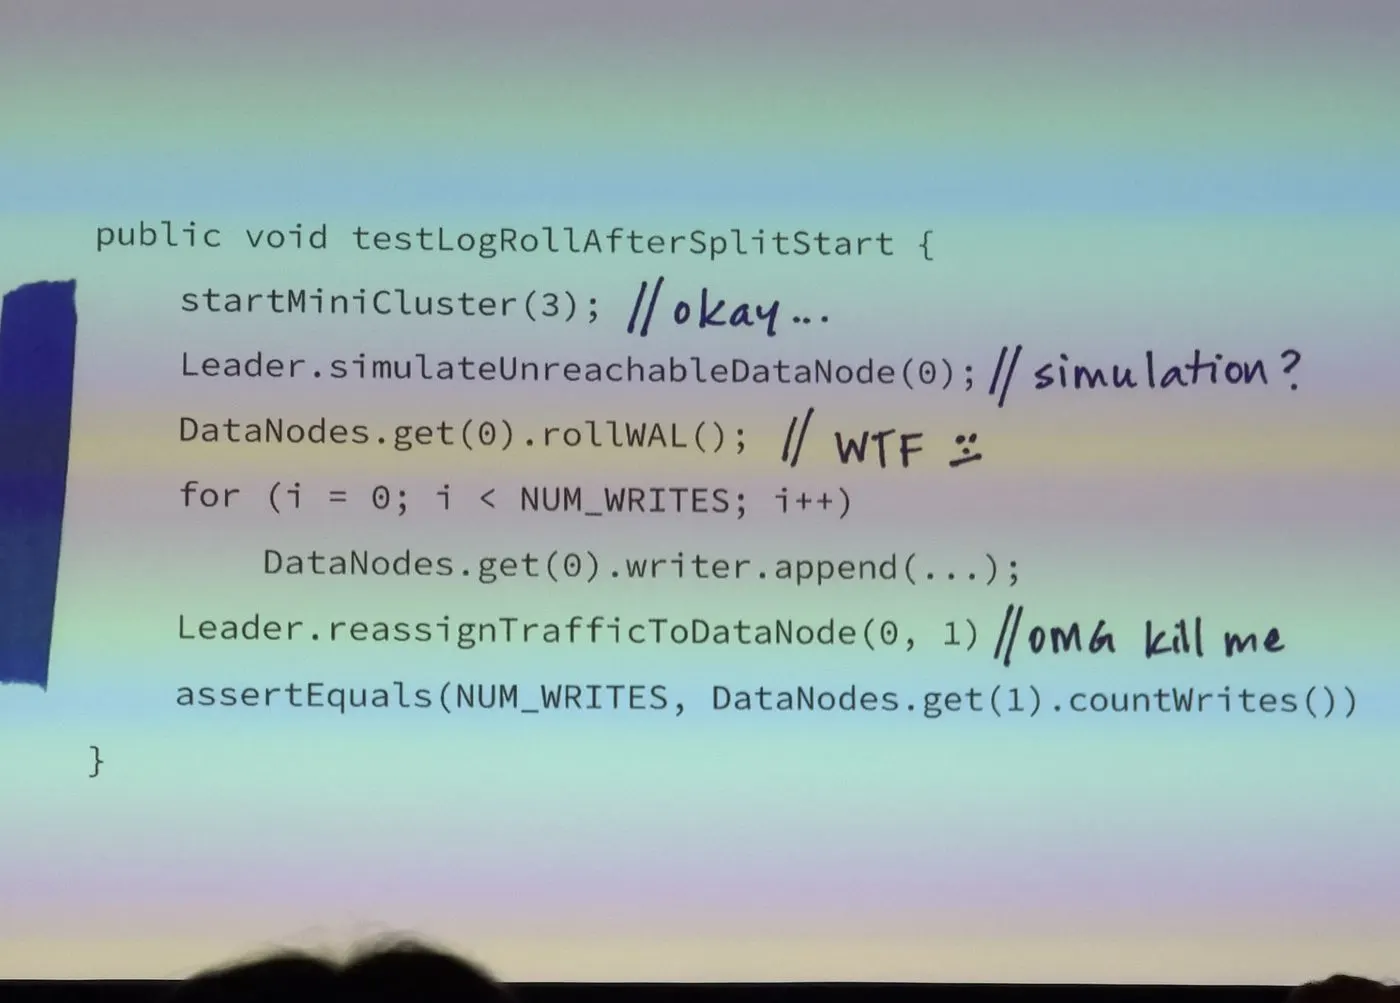 public void testLogRollAfterSplitStart {
startMiniCluster(3); // okay...
Leader.simulateUnreachableDataNode(0); // simulation?
DataNodes.get(0).rollWAL(); // WTF
for (i = 0; i < NUM_WRITES; i++)
DataNodes.get(0).writer.append(...);
Leader.reassignTrafficToDataNode(0, 1) //OMG kill me
assertEquals(NUM_WRITES, DataNodes.get(1).countWrites())
}